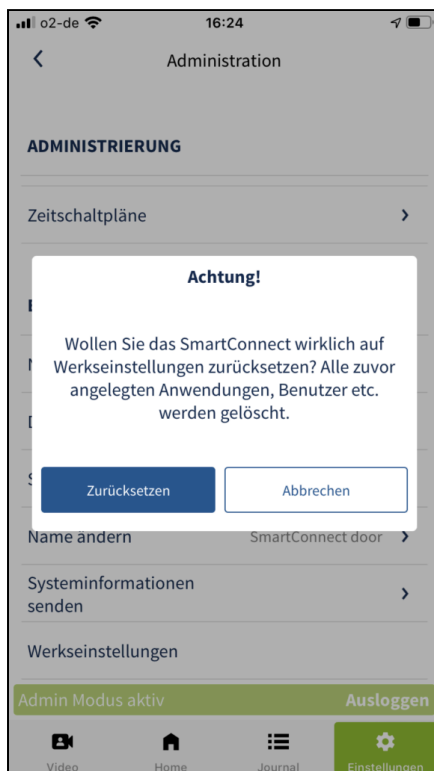 o2-de 16:24
Administration
ADMINISTRIERUNG
Zeitschaltpläne
Achtung!
Wollen Sie das SmartConnect wirklich auf
Werkseinstellungen zurücksetzen? Alle zuvor
angelegten Anwendungen, Benutzer etc.
werden gelöscht.
Zurücksetzen Abbrechen
Name ändern SmartConnect door
Systeminformationen
senden
Werkseinstellungen
Admin Modus aktiv Ausloggen
Video Home Journal Einstellungen